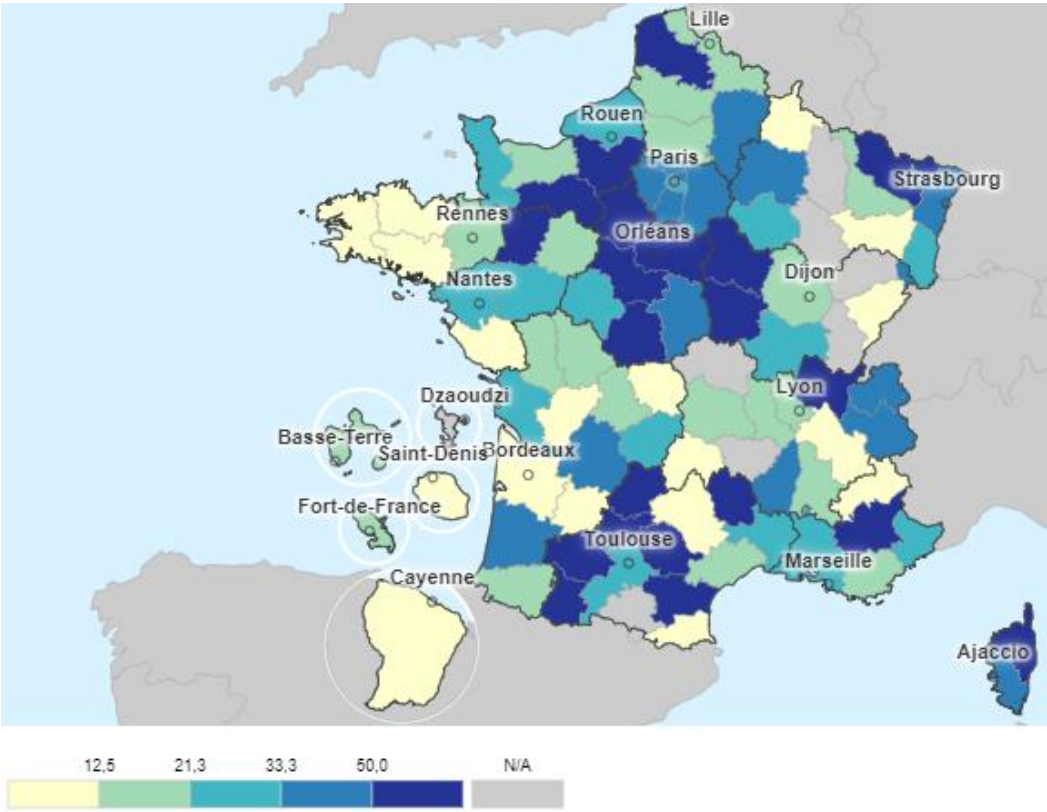 Lille
Rouen
Paris
Strasbourg
Rennes
Orléans
Nantes
Dijon
Lyon
Dzaoudzi
Basse-Terre
Saint-Denis
Bordeaux
Fort-de-France
Toulouse
Marseille
Cayenne
Ajaccio
12,5 21,3 33,3 50,0 N/A